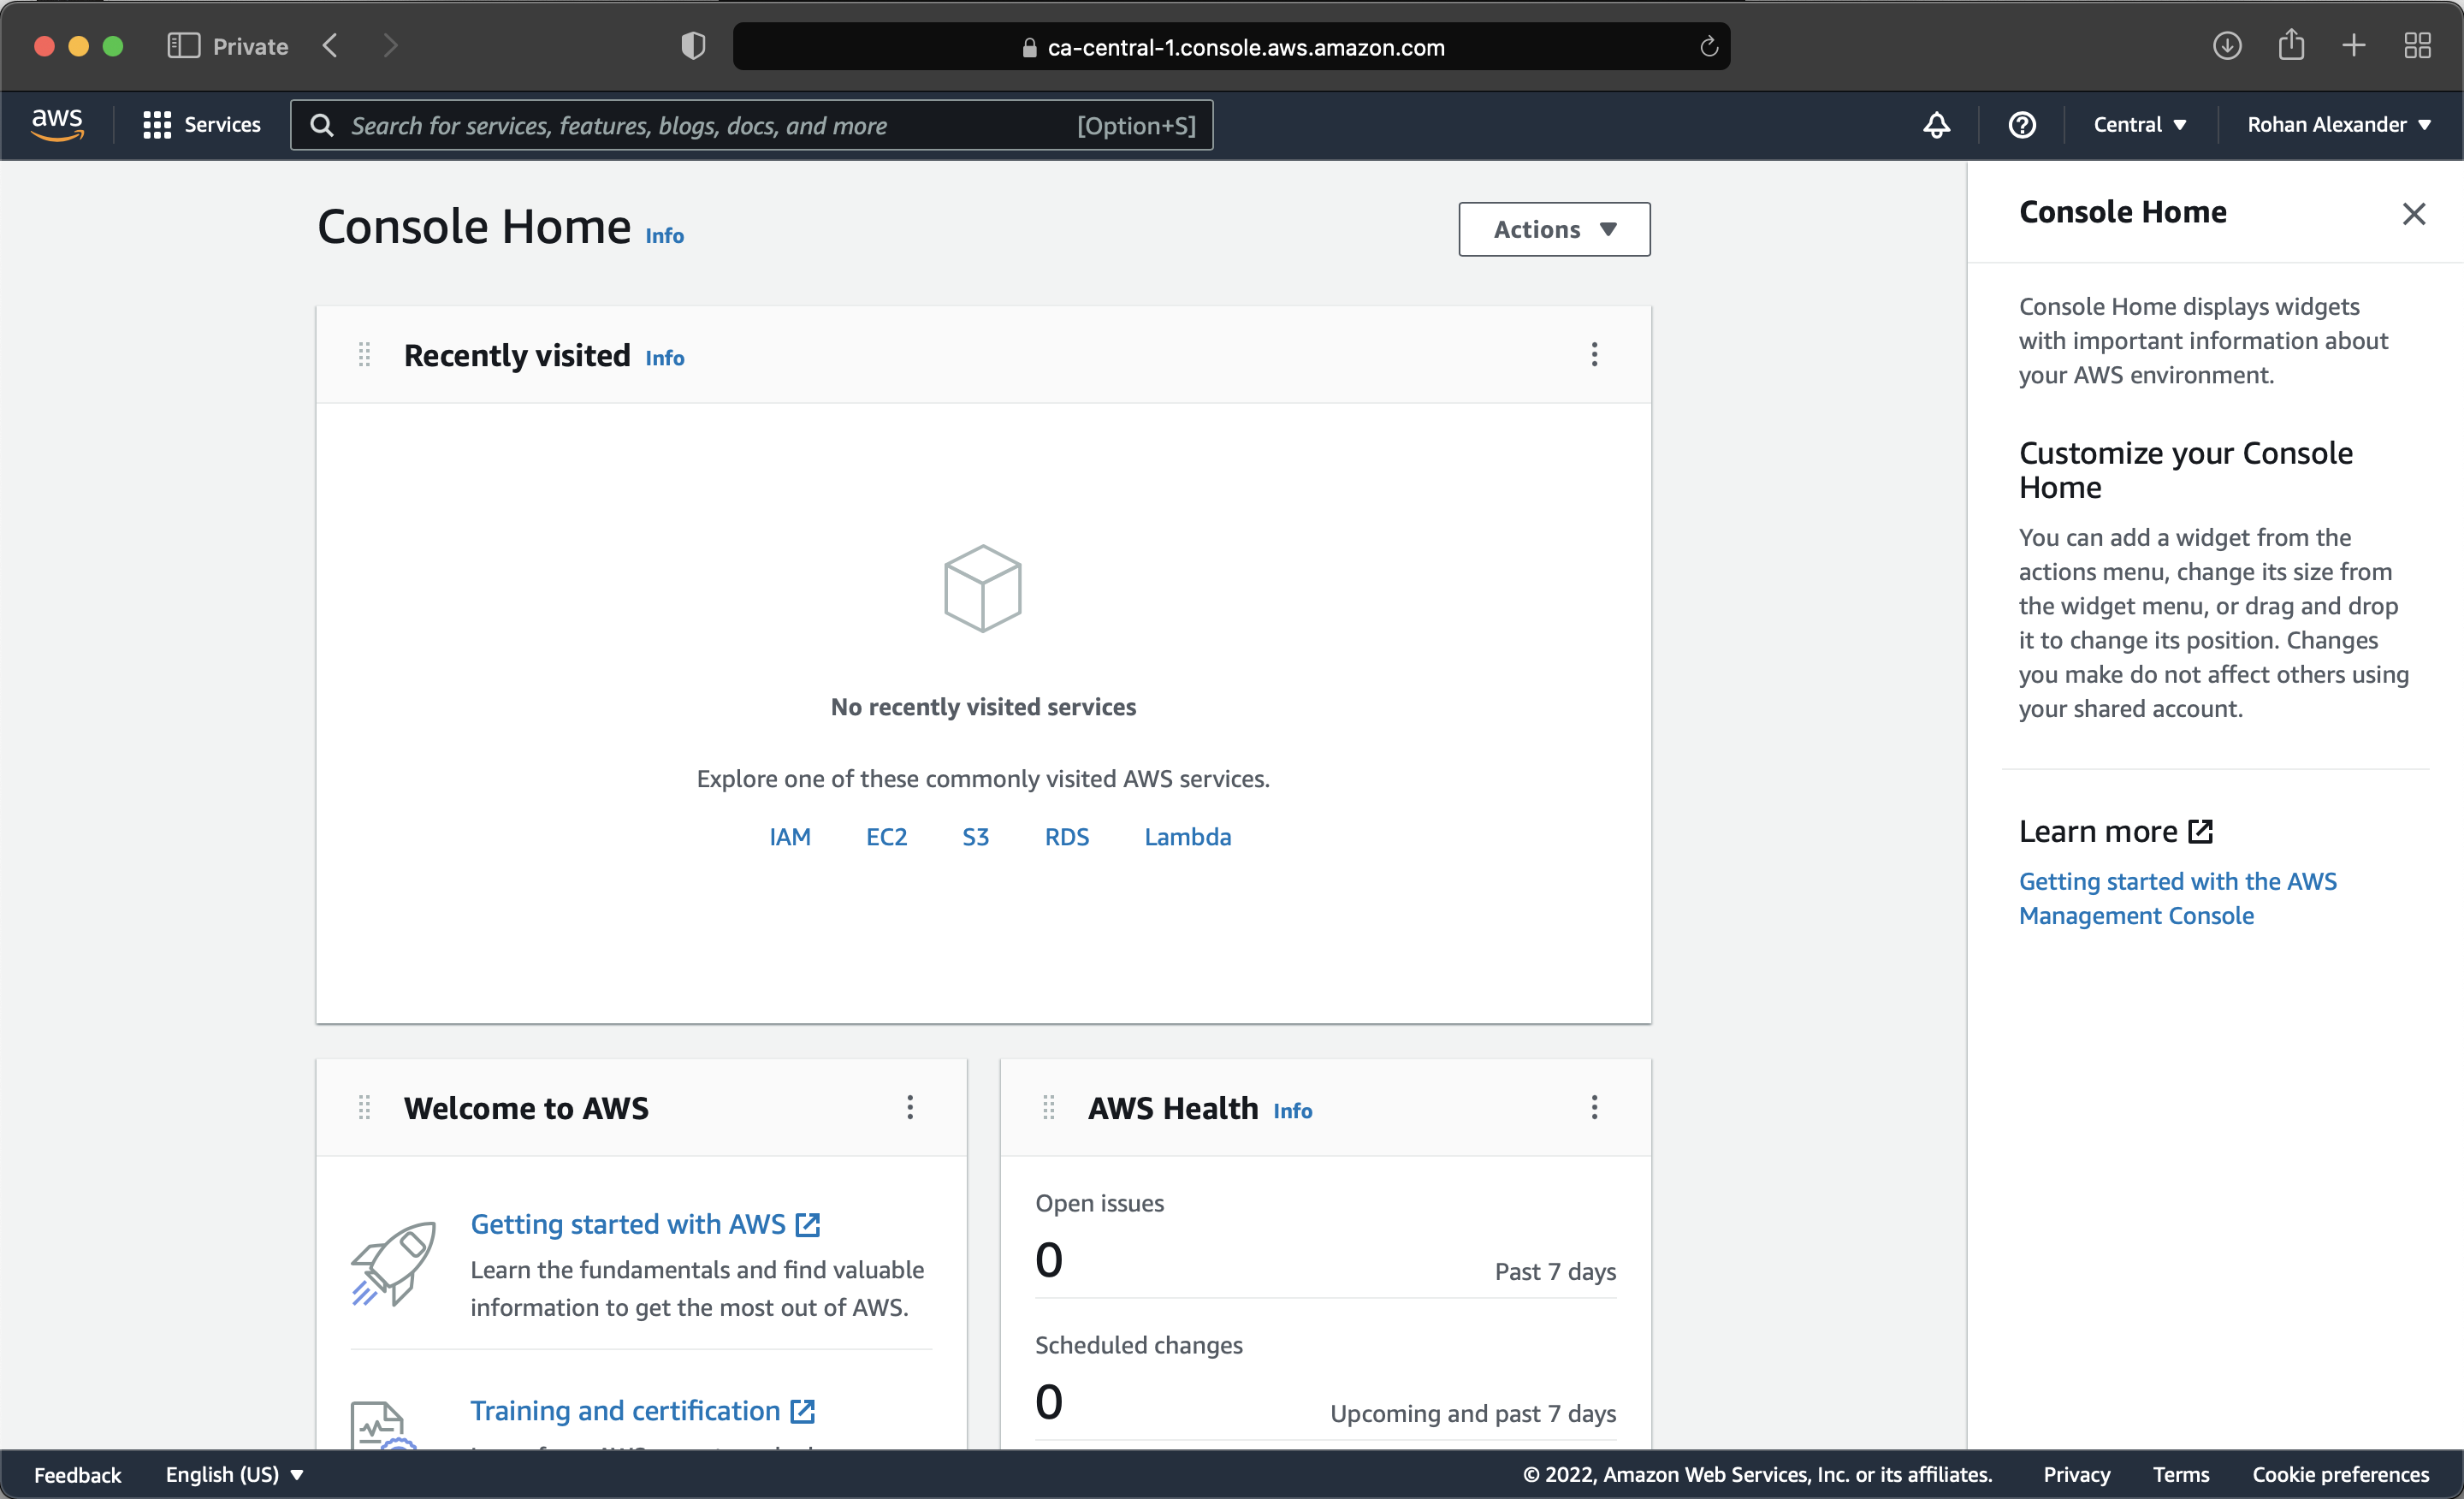 Private
ca-central-1.console.aws.amazon.com
aws
Services
Search for services, features, blogs, docs, and more
[Option+S]
Central
Rohan Alexander
Console Home Info
Actions
Recently visited Info
No recently visited services
Explore one of these commonly visited AWS services.
IAM EC2 S3 RDS Lambda
Welcome to AWS
Getting started with AWS
Learn the fundamentals and find valuable
information to get the most out of AWS.
Training and certification
AWS Health Info
Open issues
0
Past 7 days
Scheduled changes
0
Upcoming and past 7 days
Console Home
Console Home displays widgets
with important information about
your AWS environment.
Customize your Console
Home
You can add a widget from the
actions menu, change its size from
the widget menu, or drag and drop
it to change its position. Changes
you make do not affect others using
your shared account.
Learn more
Getting started with the AWS
Management Console
Feedback
English (US)
© 2022, Amazon Web Services, Inc. or its affiliates.
Privacy
Terms
Cookie preferences